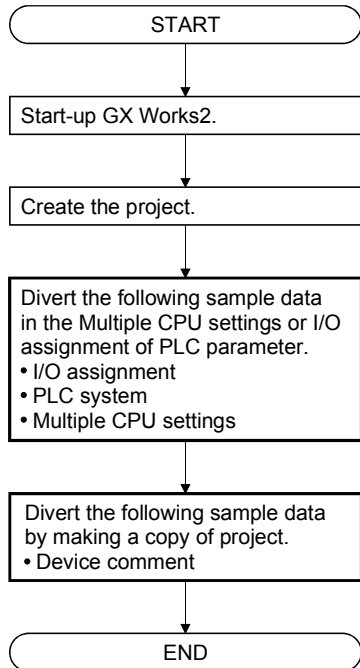 START
Start-up GX Works2.
Create the project.
Divert the following sample data
in the Multiple CPU settings or I/O
assignment of PLC parameter.
• I/O assignment
• PLC system
• Multiple CPU settings
Divert the following sample data
by making a copy of project.
• Device comment
END